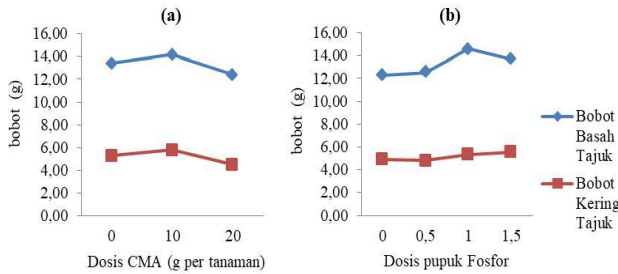 (a)
bobot (g)
16,00
14,00
12,00
10,00
8,00
6,00
4,00
2,00
0,00
0 10 20
Dosis CMA (g per tanaman)
(b)
bobot (g)
16,00
14,00
12,00
10,00
8,00
6,00
4,00
2,00
0,00
0 0,5 1 1,5
Dosis pupuk Fosfor
Bobot
Basah
Tajuk
Bobot
Kering
Tajuk